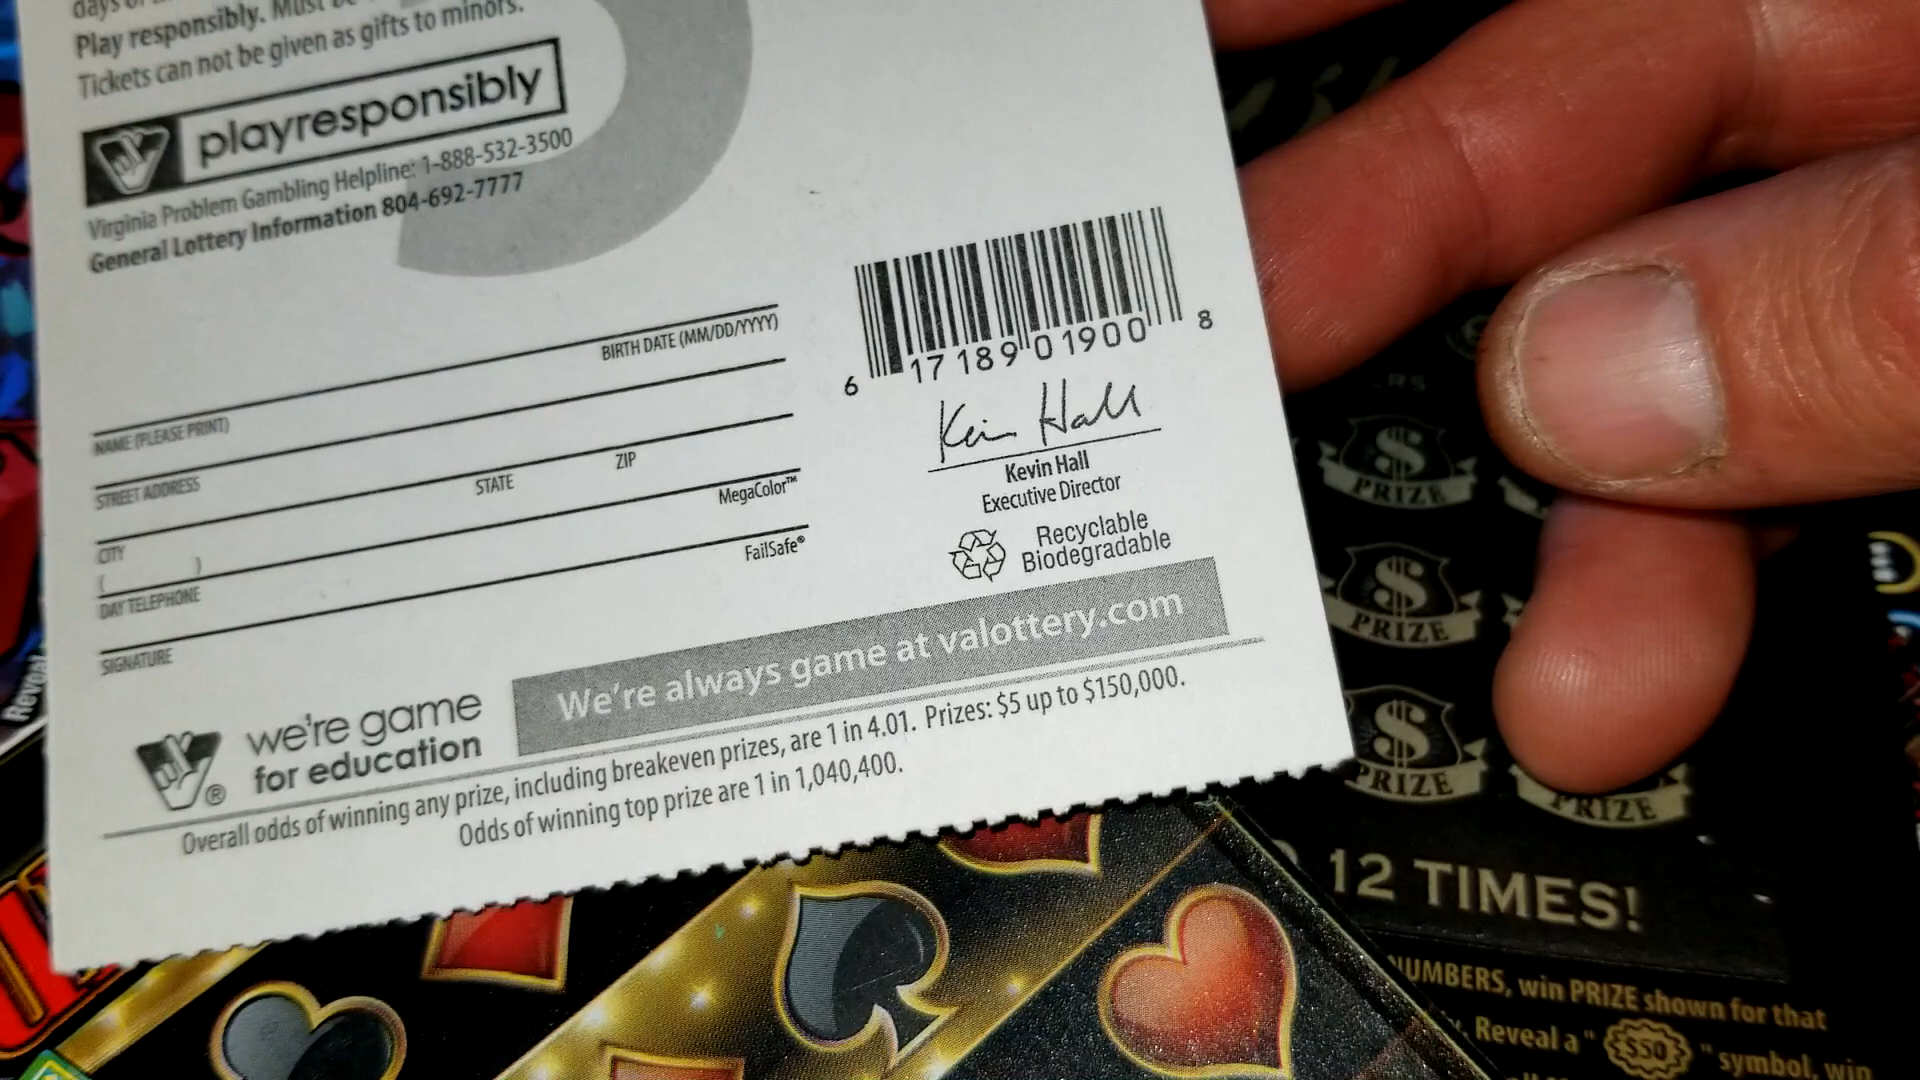 days of
Play responsibly. Must be
Tickets can not be given as gifts to minors.
playresponsibly
Virginia Problem Gambling Helpline: 1-888-532-3500
General Lottery Information 804-692-7777
BIRTH DATE (MM/DD/YYYY)
NAME (PLEASE PRINT)
STREET ADDRESS
STATE
ZIP
CITY
MegaColor™
( )
DAY TELEPHONE
FailSafe®
SIGNATURE
6 17189 01900 8
Kevin Hall
Kevin Hall
Executive Director
Recyclable
Biodegradable
we're game
for education
®
We're always game at valottery.com
Overall odds of winning any prize, including breakeven prizes, are 1 in 4.01. Prizes: $5 up to $150,000.
Odds of winning top prize are 1 in 1,040,400.
Reveal
$
PRIZE
$
PRIZE
$
PRIZE
PRIZE
12 TIMES!
NUMBERS, win PRIZE shown for that
Reveal a " $50 " symbol, win